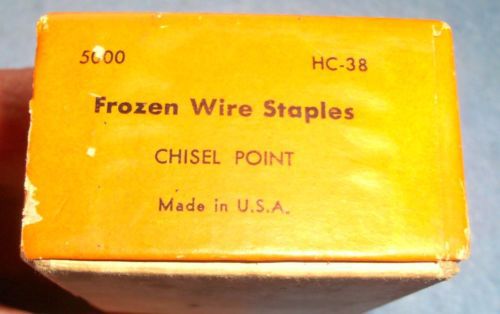 5000 HC-38
Frozen Wire Staples
CHISEL POINT
Made in U.S.A.